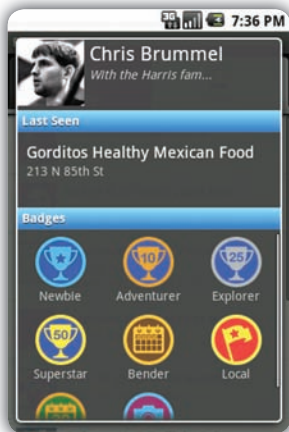 3G 7:36 PM
Chris Brummel
With the Harris fam...
Last Seen
Gorditos Healthy Mexican Food
213 N 85th St
Badges
10 25
Newbie Adventurer Explorer
50
Superstar Bender Local